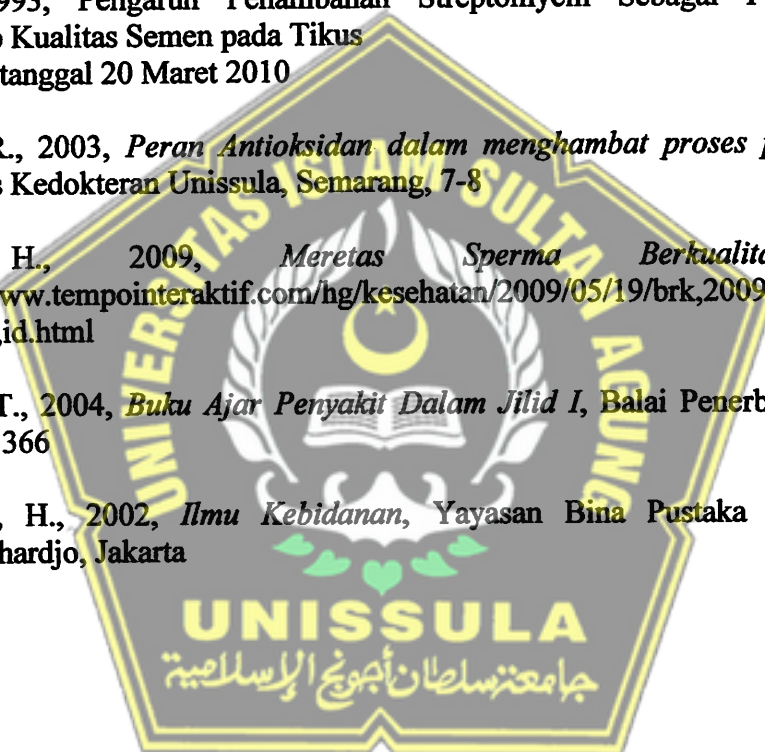 1993, Pengaruh Penambahan Streptomycin Sebagai
Kualitas Semen pada Tikus
tanggal 20 Maret 2010
R., 2003, Peran Antioksidan dalam menghambat proses
Kedokteran Unissula, Semarang, 7-8
H., 2009, Meretas Sperma Berkualita
ww.tempointeraktif.com/hg/kesehatan/2009/05/19/brk,2009
id.html
T., 2004, Buku Ajar Penyakit Dalam Jilid I, Balai Penerb
366
H., 2002, Ilmu Kebidanan, Yayasan Bina Pustaka
hardjo, Jakarta
UNIVERSITAS ISLAM SULTAN AGUNG
UNISSULA
جامعة سلطان أجونج الإسلامية